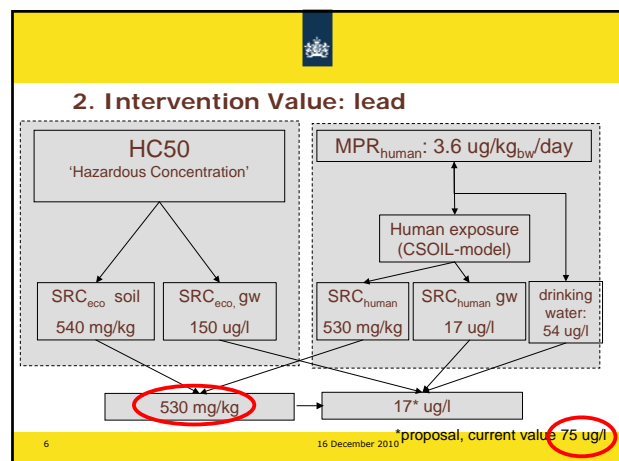 2. Intervention Value: lead
HC50
'Hazardous Concentration'
MPRhuman: 3.6 ug/kgbw/day
Human exposure
(CSOIL-model)
SRCeco soil
540 mg/kg
SRCeco, gw
150 ug/l
SRChuman
530 mg/kg
SRChuman gw
17 ug/l
drinking
water:
54 ug/l
530 mg/kg
17* ug/l
*proposal, current value 75 ug/l
6
16 December 2010